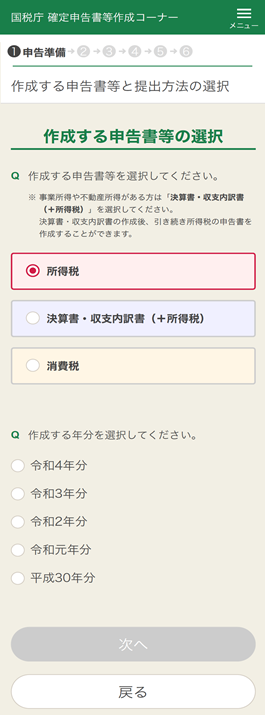 国税庁 確定申告書等作成コーナー
メニュー
1 申告準備 2 3 4 5 6
作成する申告書等と提出方法の選択
作成する申告書等の選択
Q 作成する申告書等を選択してください。
※ 事業所得や不動産所得がある方は「決算書・収支内訳書
(+所得税)」を選択してください。
決算書・収支内訳書の作成後、引き続き所得税の申告書を
作成することができます。
所得税
決算書・収支内訳書(+所得税)
消費税
Q 作成する年分を選択してください。
令和4年分
令和3年分
令和2年分
令和元年分
平成30年分
次へ
戻る